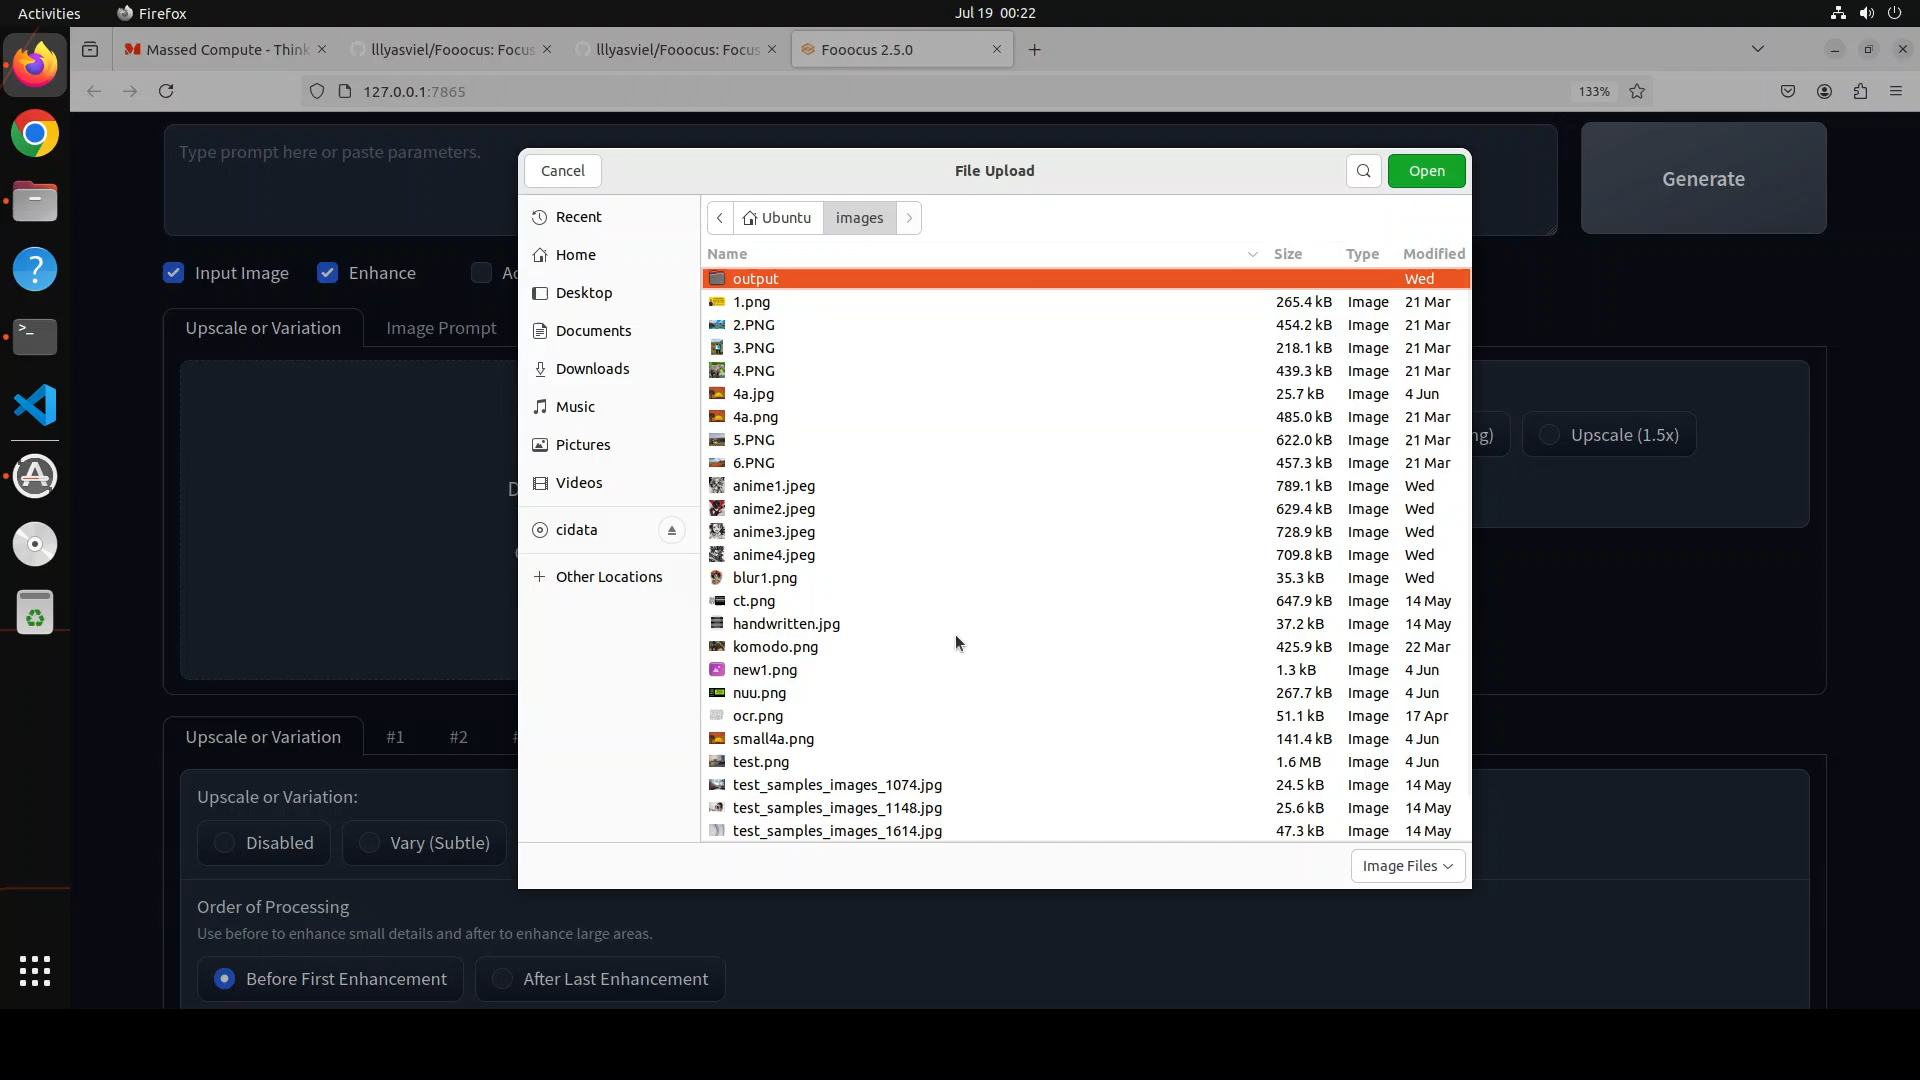 Activities
Firefox
Jul 19 00:22
Massed Compute - Think
lllyasviel/Fooocus: Focus
lllyasviel/Fooocus: Focus
Fooocus 2.5.0
127.0.0.1:7865
133%
Type prompt here or paste parameters.
Generate
Input Image
Enhance
Upscale or Variation
Image Prompt
Upscale (1.5x)
Cancel
File Upload
Open
Recent
Home
Desktop
Documents
Downloads
Music
Pictures
Videos
cidata
Other Locations
Ubuntu
images
Name Size Type Modified
output Wed
1.png 265.4 kB Image 21 Mar
2.PNG 454.2 kB Image 21 Mar
3.PNG 218.1 kB Image 21 Mar
4.PNG 439.3 kB Image 21 Mar
4a.jpg 25.7 kB Image 4 Jun
4a.png 485.0 kB Image 21 Mar
5.PNG 622.0 kB Image 21 Mar
6.PNG 457.3 kB Image 21 Mar
anime1.jpeg 789.1 kB Image Wed
anime2.jpeg 629.4 kB Image Wed
anime3.jpeg 728.9 kB Image Wed
anime4.jpeg 709.8 kB Image Wed
blur1.png 35.3 kB Image Wed
ct.png 647.9 kB Image 14 May
handwritten.jpg 37.2 kB Image 14 May
komodo.png 425.9 kB Image 22 Mar
new1.png 1.3 kB Image 4 Jun
nuu.png 267.7 kB Image 4 Jun
ocr.png 51.1 kB Image 17 Apr
small4a.png 141.4 kB Image 4 Jun
test.png 1.6 MB Image 4 Jun
test_samples_images_1074.jpg 24.5 kB Image 14 May
test_samples_images_1148.jpg 25.6 kB Image 14 May
test_samples_images_1614.jpg 47.3 kB Image 14 May
Image Files
Upscale or Variation
#1
#2
Upscale or Variation:
Disabled
Vary (Subtle)
Order of Processing
Use before to enhance small details and after to enhance large areas.
Before First Enhancement
After Last Enhancement